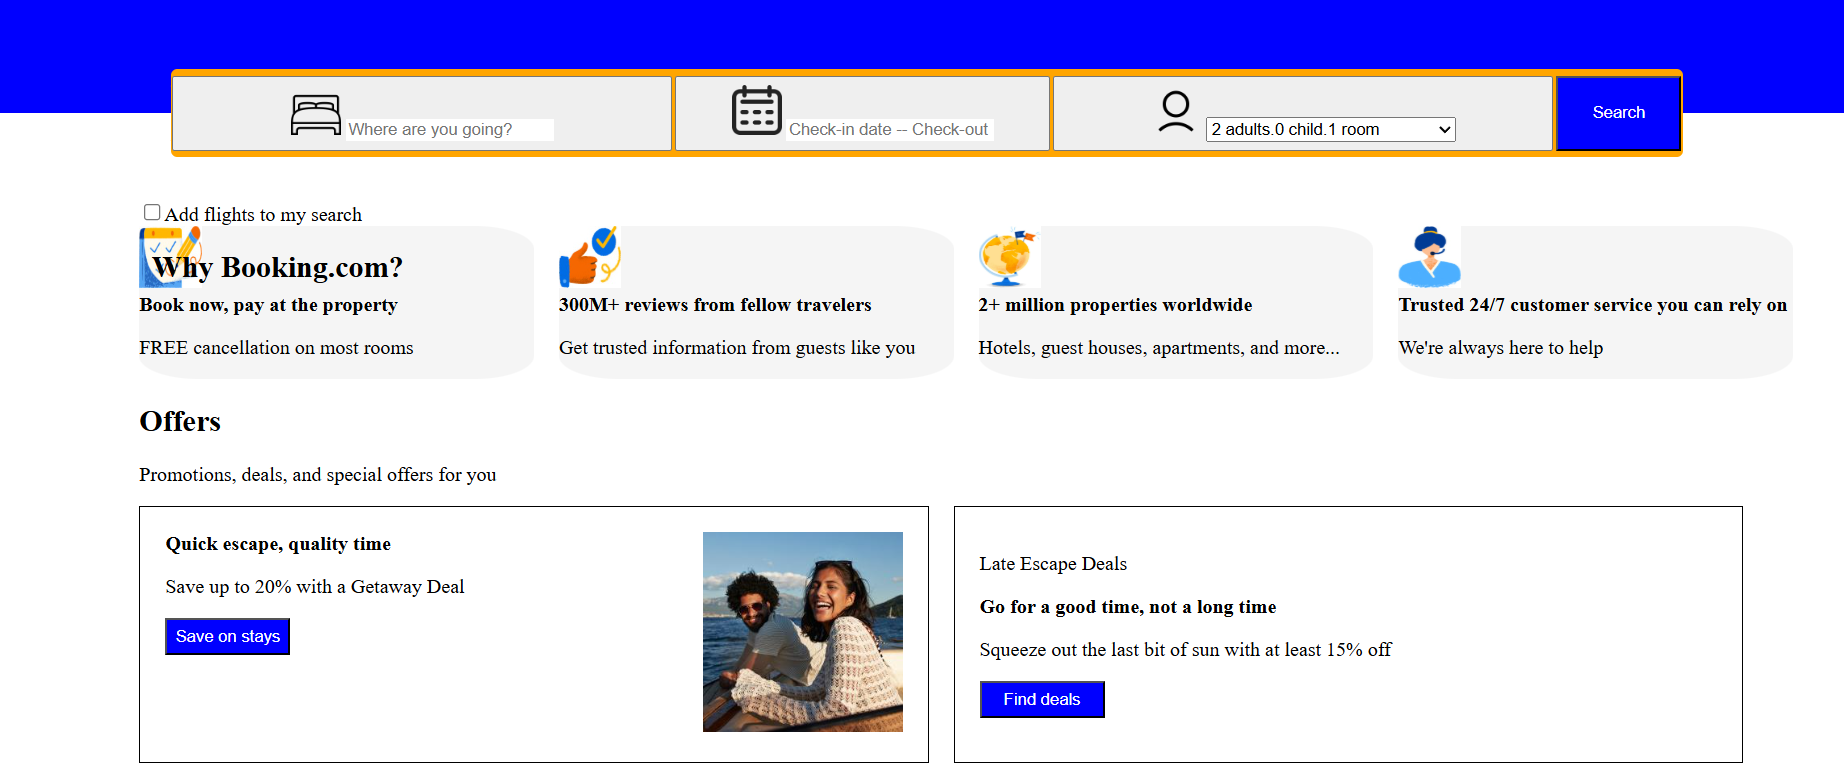 Where are you going?
Check-in date -- Check-out
2 adults.0 child.1 room
Search
Add flights to my search
Why Booking.com?
Book now, pay at the property
FREE cancellation on most rooms
300M+ reviews from fellow travelers
Get trusted information from guests like you
2+ million properties worldwide
Hotels, guest houses, apartments, and more...
Trusted 24/7 customer service you can rely on
We're always here to help
Offers
Promotions, deals, and special offers for you
Quick escape, quality time
Save up to 20% with a Getaway Deal
Save on stays
Late Escape Deals
Go for a good time, not a long time
Squeeze out the last bit of sun with at least 15% off
Find deals